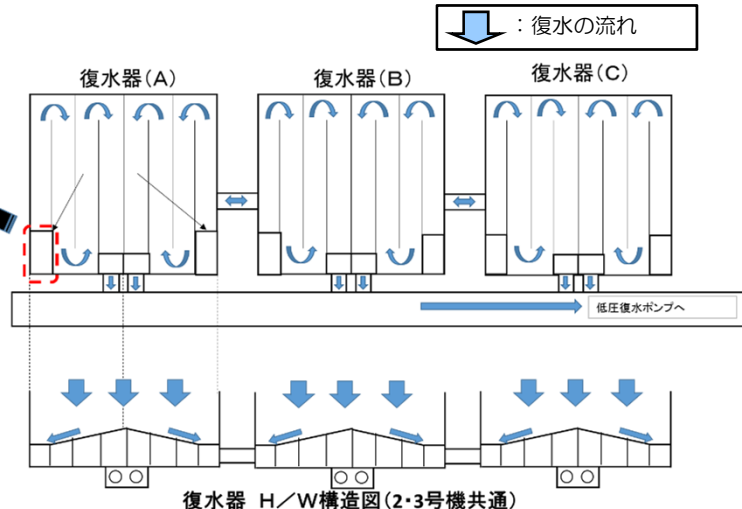 ：復水の流れ
復水器(A)
復水器(B)
復水器(C)
低圧復水ポンプへ
復水器 H／W構造図(2・3号機共通)